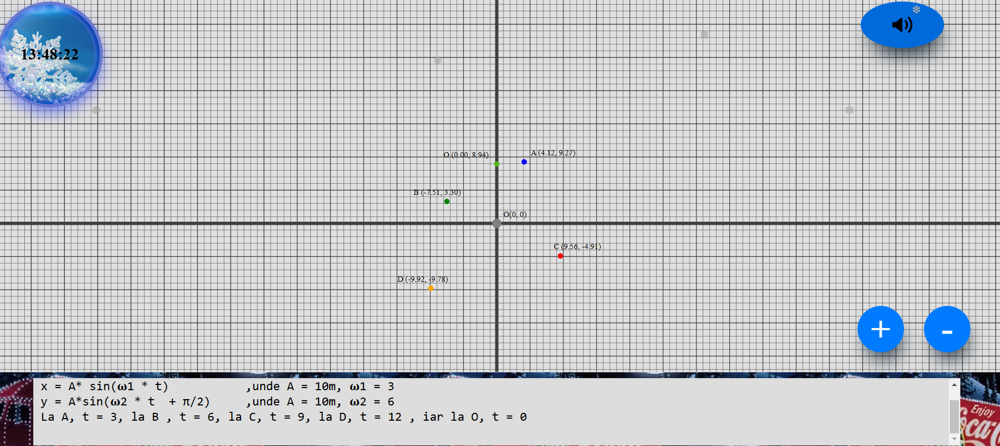 13:48:22
O (0.00, 8.94)
A (4.12, 9.27)
B (-7.51, 3.30)
O(0, 0)
C (9.56, -4.91)
D (-9.92, -9.78)
+
-
x = A* sin(ω1 * t) ,unde A = 10m, ω1 = 3
y = A*sin(ω2 * t + π/2) ,unde A = 10m, ω2 = 6
La A, t = 3, la B , t = 6, la C, t = 9, la D, t = 12 , iar la O, t = 0
Enjoy